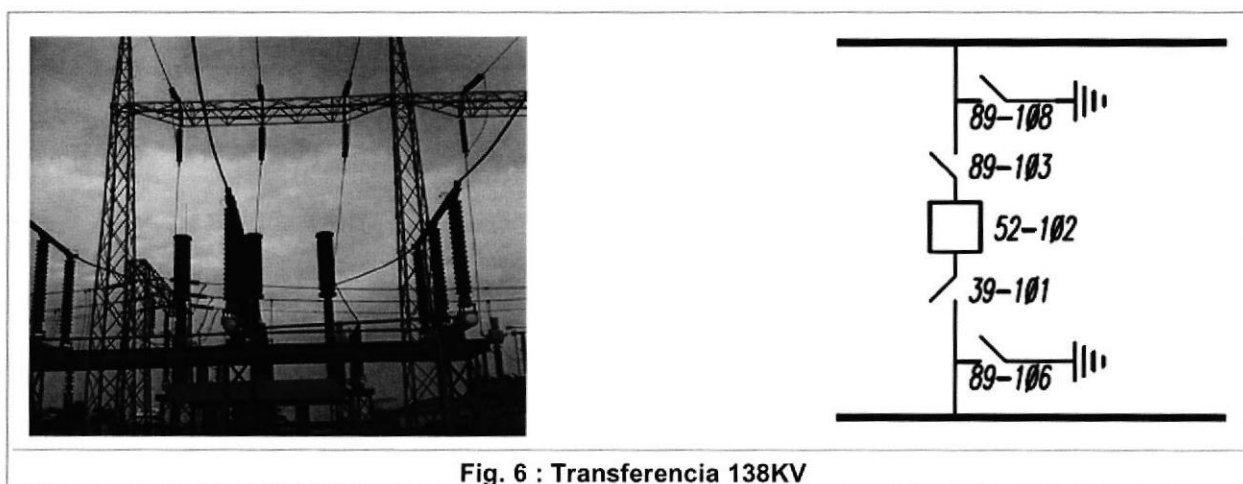 89-1Ø8
89-1Ø3
52-1Ø2
39-1Ø1
89-1Ø6
Fig. 6 : Transferencia 138KV